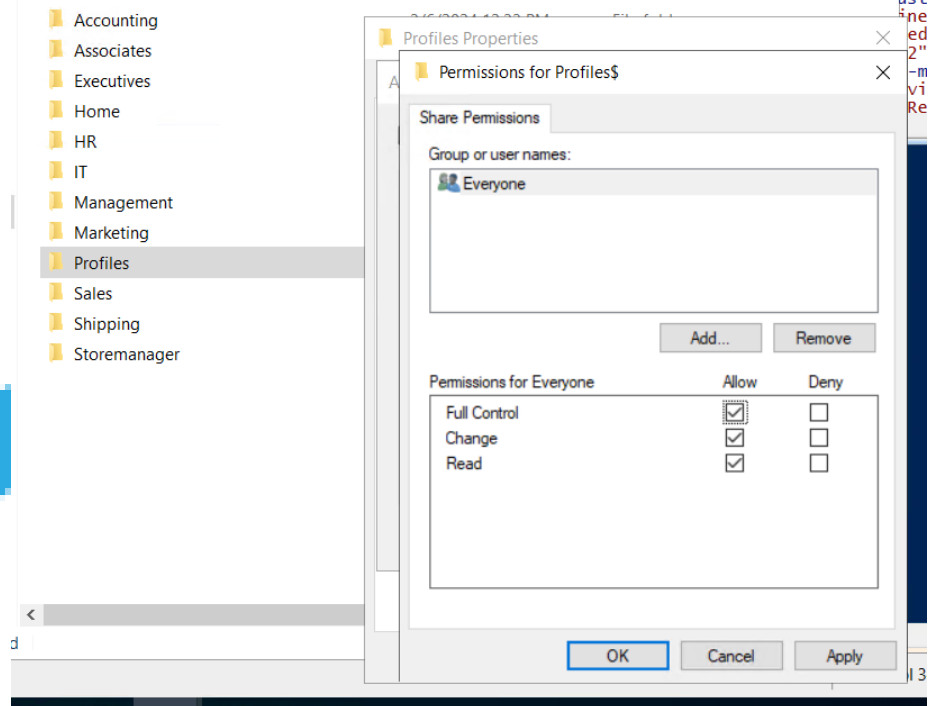 Accounting
Associates
Executives
Home
HR
IT
Management
Marketing
Profiles
Sales
Shipping
Storemanager
Profiles Properties
Permissions for Profiles$
Share Permissions
Group or user names:
Everyone
Add...
Remove
Permissions for Everyone Allow Deny
Full Control
Change
Read
OK
Cancel
Apply